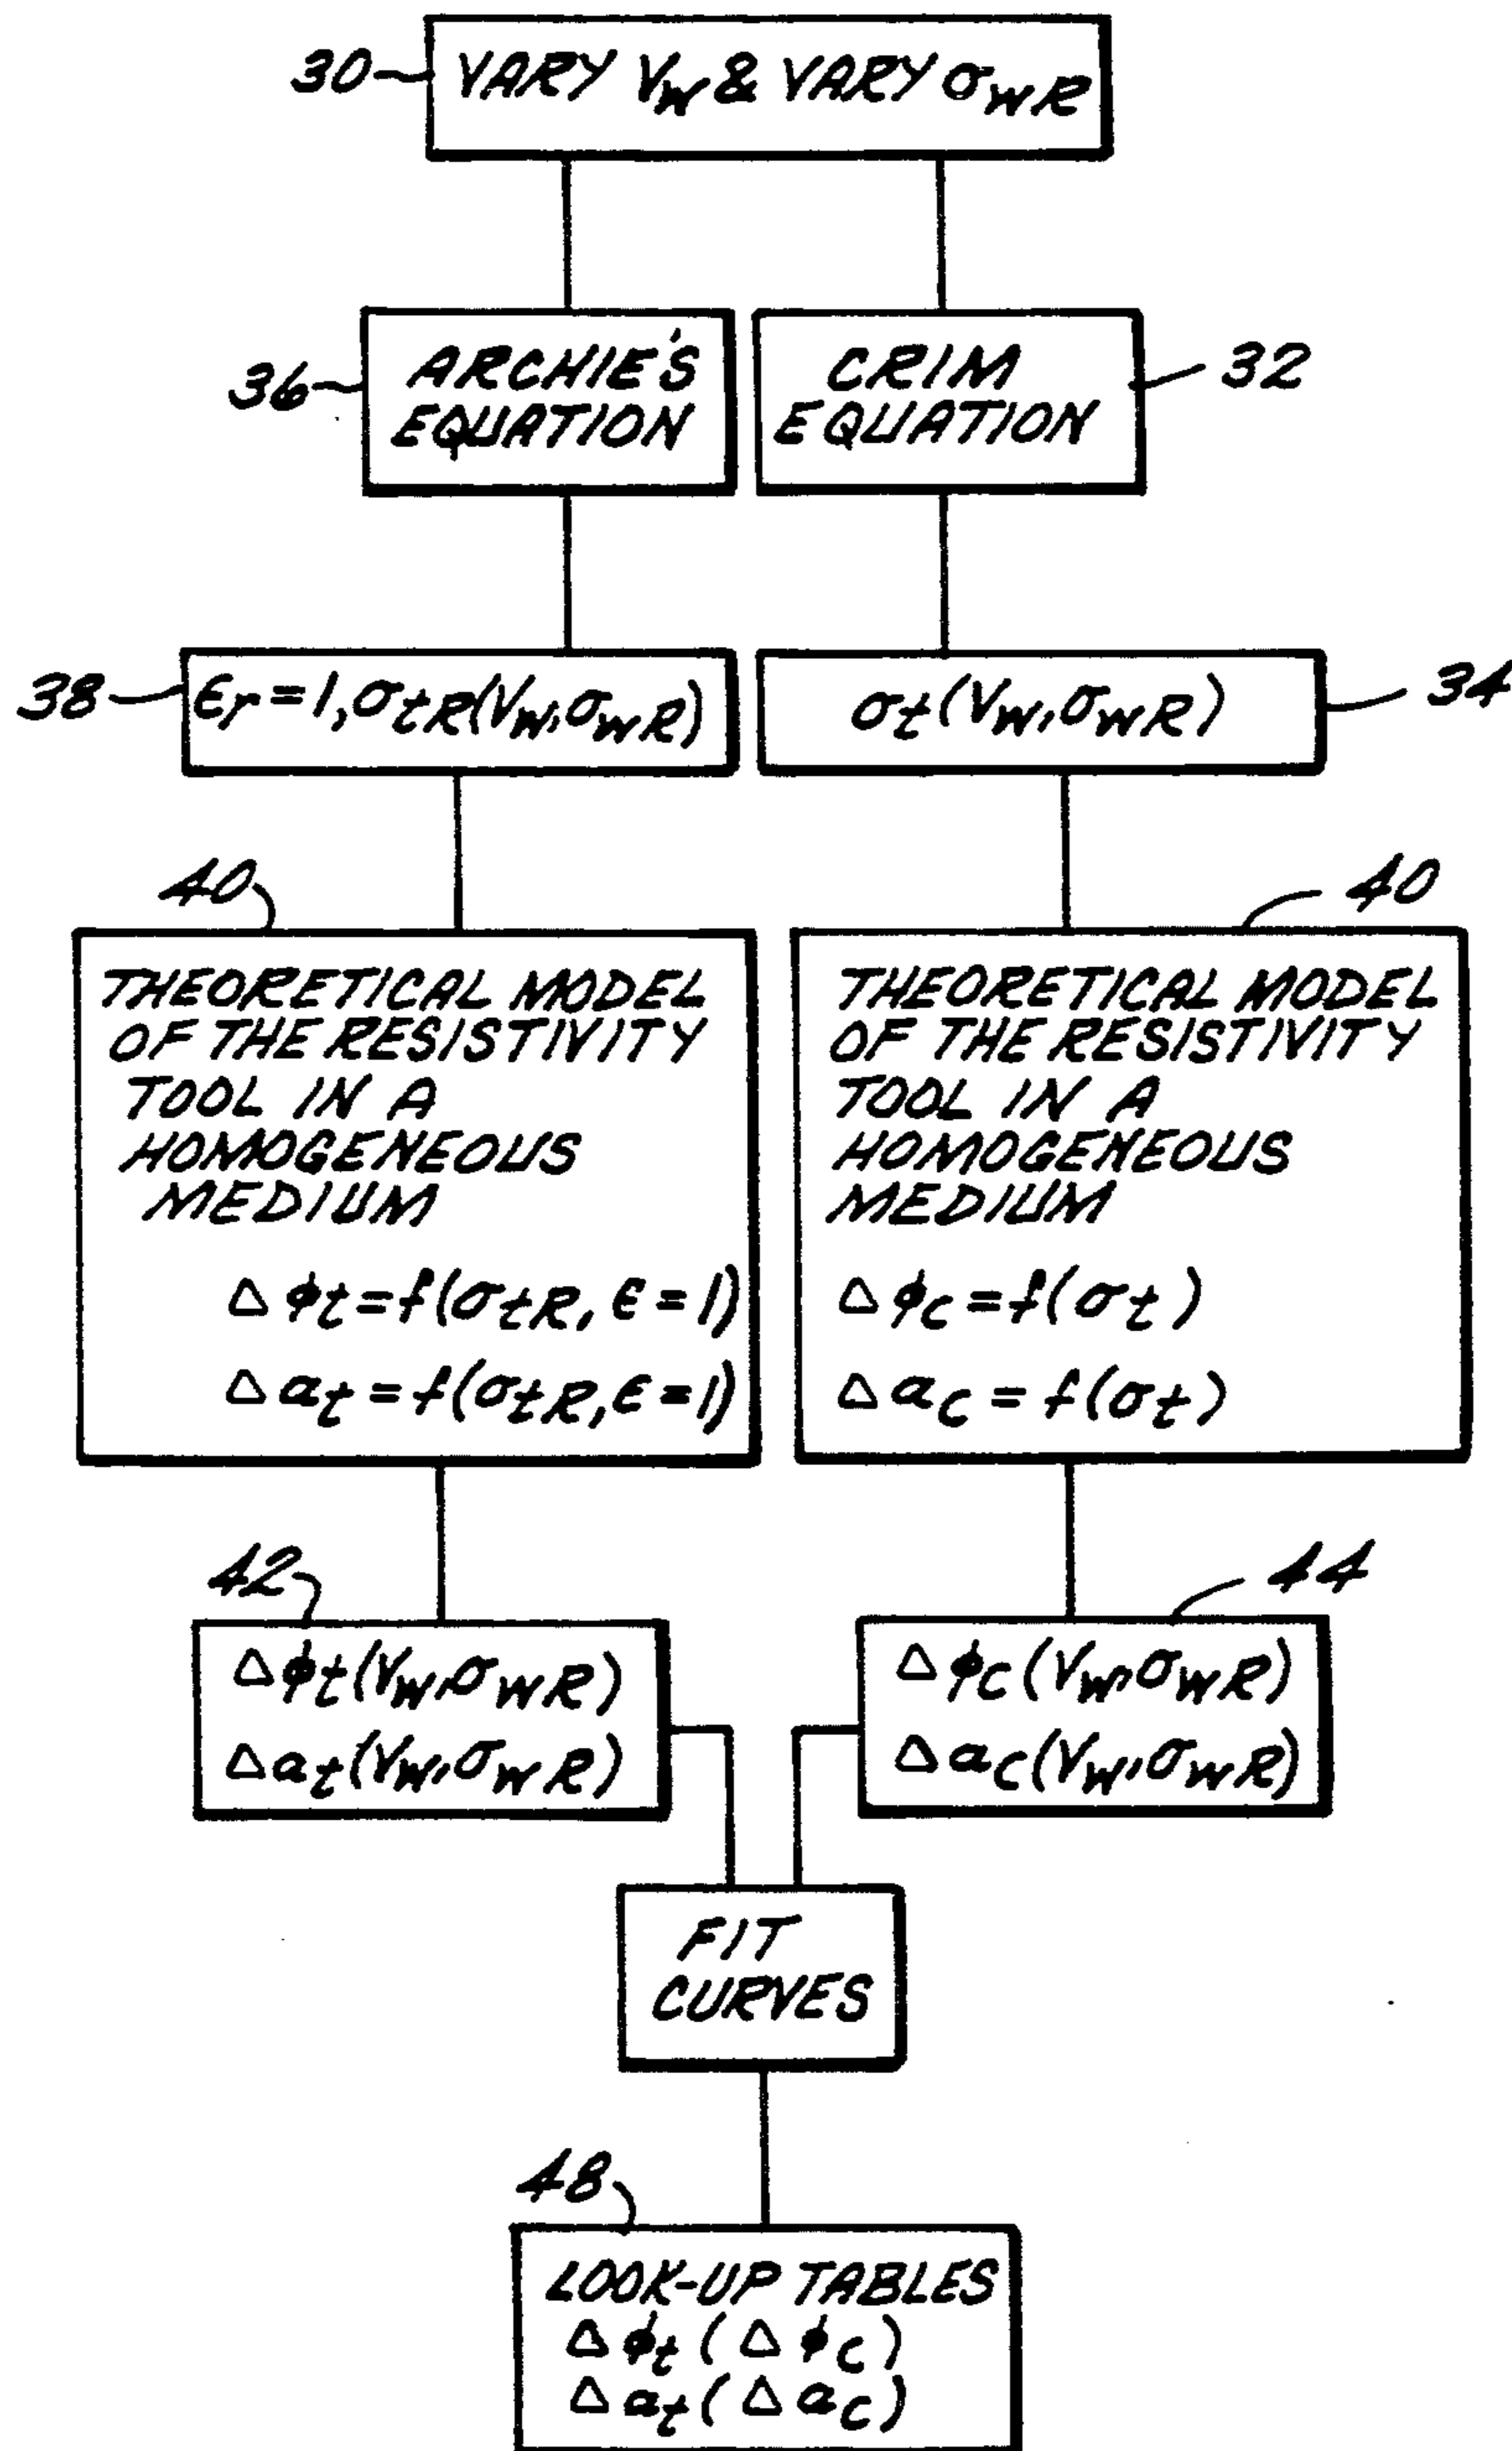 30
VARY Vw & VARY σwR
36
ARCHIE'S
EQUATION
CRIM
EQUATION
32
38
εr = 1, σtR(Vw, σwR)
σt(Vw, σwR)
34
40
THEORETICAL MODEL
OF THE RESISTIVITY
TOOL IN A
HOMOGENEOUS
MEDIUM
Δφt = f(σtR, ε = 1)
Δat = f(σtR, ε = 1)
40
THEORETICAL MODEL
OF THE RESISTIVITY
TOOL IN A
HOMOGENEOUS
MEDIUM
Δφc = f(σt)
Δac = f(σt)
42
Δφt(Vw, σwR)
Δat(Vw, σwR)
44
Δφc(Vw, σwR)
Δac(Vw, σwR)
FIT
CURVES
48
LOOK-UP TABLES
Δφt(Δφc)
Δat(Δac)